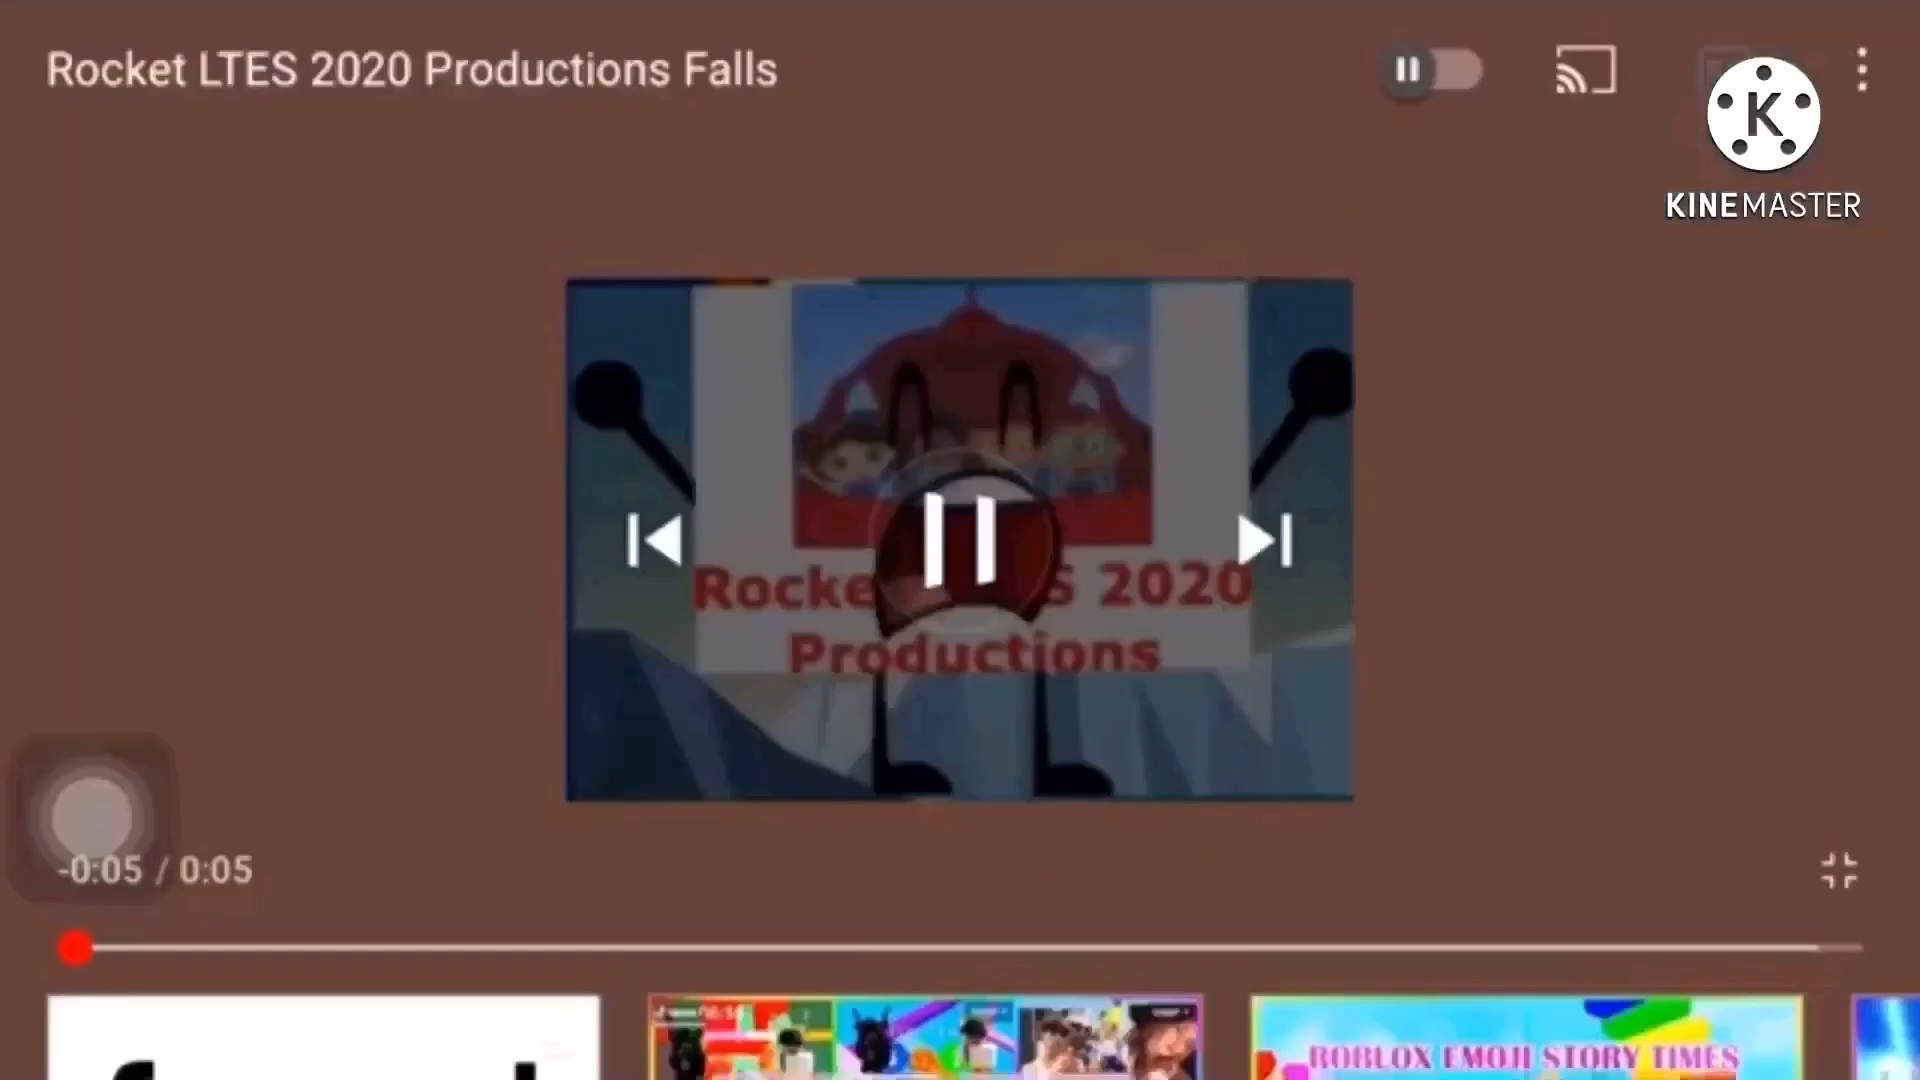 Rocket LTES 2020 Productions Falls
K
KINEMASTER
Rocke S 2020
Productions
-0:05 / 0:05
ROBLOX EMOJI STORY TIMES